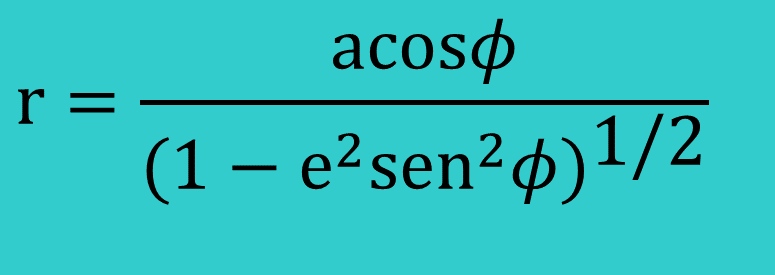 r = acosϕ / (1 − e²sen²ϕ)^1/2